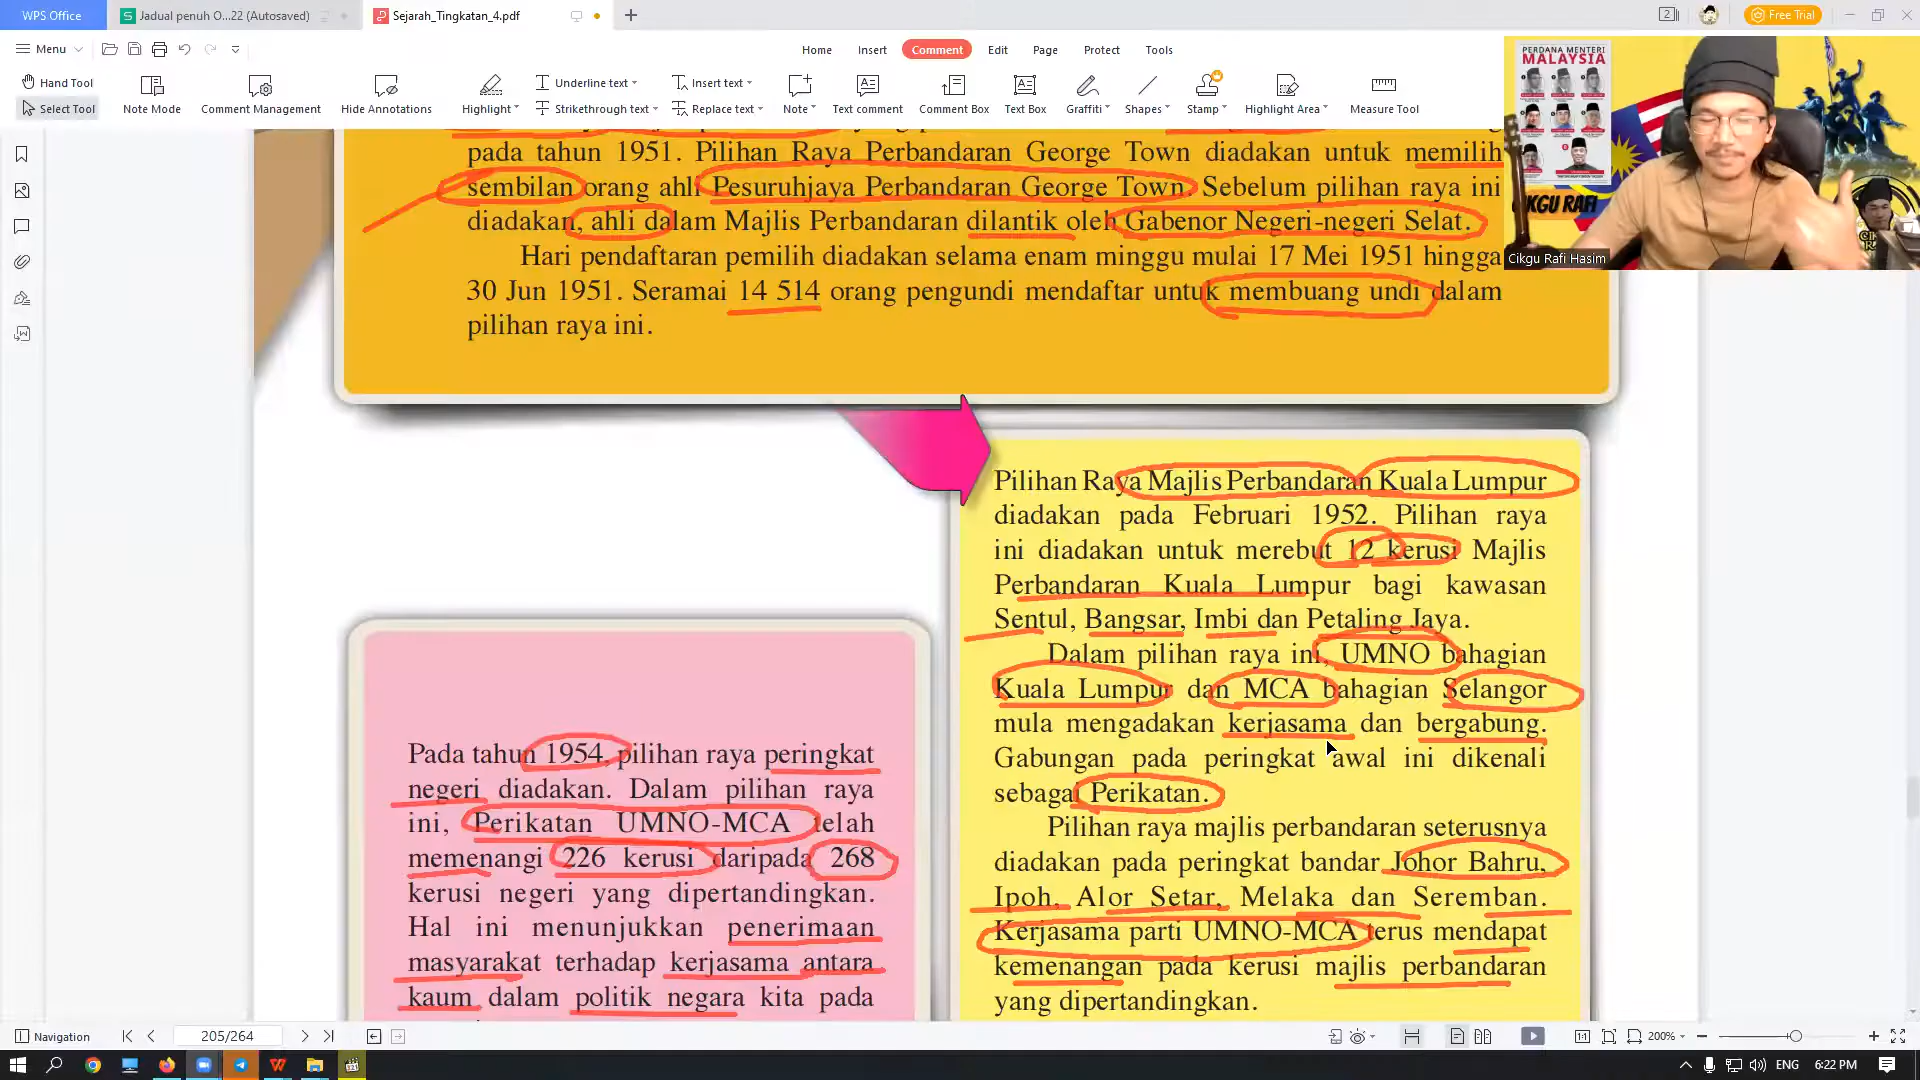 WPS Office
Jadual penuh O...22 (Autosaved)
Sejarah_Tingkatan_4.pdf
2
Free Trial
Menu
Home
Insert
Comment
Edit
Page
Protect
Tools
Hand Tool
Select Tool
Note Mode
Comment Management
Hide Annotations
Highlight
Underline text
Strikethrough text
Insert text
Replace text
Note
Text comment
Comment Box
Text Box
Graffiti
Shapes
Stamp
Highlight Area
Measure Tool
PERDANA MENTERI
MALAYSIA
CIKGU RAFI
Cikgu Rafi Hasim
pada tahun 1951. Pilihan Raya Perbandaran George Town diadakan untuk memilih
sembilan orang ahli Pesuruhjaya Perbandaran George Town. Sebelum pilihan raya ini
diadakan, ahli dalam Majlis Perbandaran dilantik oleh Gabenor Negeri-negeri Selat.
Hari pendaftaran pemilih diadakan selama enam minggu mulai 17 Mei 1951 hingga
30 Jun 1951. Seramai 14 514 orang pengundi mendaftar untuk membuang undi dalam
pilihan raya ini.
Pilihan Raya Majlis Perbandaran Kuala Lumpur
diadakan pada Februari 1952. Pilihan raya
ini diadakan untuk merebut 12 kerusi Majlis
Perbandaran Kuala Lumpur bagi kawasan
Sentul, Bangsar, Imbi dan Petaling Jaya.
Dalam pilihan raya ini, UMNO bahagian
Kuala Lumpur dan MCA bahagian Selangor
mula mengadakan kerjasama dan bergabung.
Gabungan pada peringkat awal ini dikenali
sebagai Perikatan.
Pilihan raya majlis perbandaran seterusnya
diadakan pada peringkat bandar Johor Bahru,
Ipoh, Alor Setar, Melaka dan Seremban.
Kerjasama parti UMNO-MCA terus mendapat
kemenangan pada kerusi majlis perbandaran
yang dipertandingkan.
Pada tahun 1954, pilihan raya peringkat
negeri diadakan. Dalam pilihan raya
ini, Perikatan UMNO-MCA telah
memenangi 226 kerusi daripada 268
kerusi negeri yang dipertandingkan.
Hal ini menunjukkan penerimaan
masyarakat terhadap kerjasama antara
kaum dalam politik negara kita pada
Navigation
205/264
200%
ENG
6:22 PM